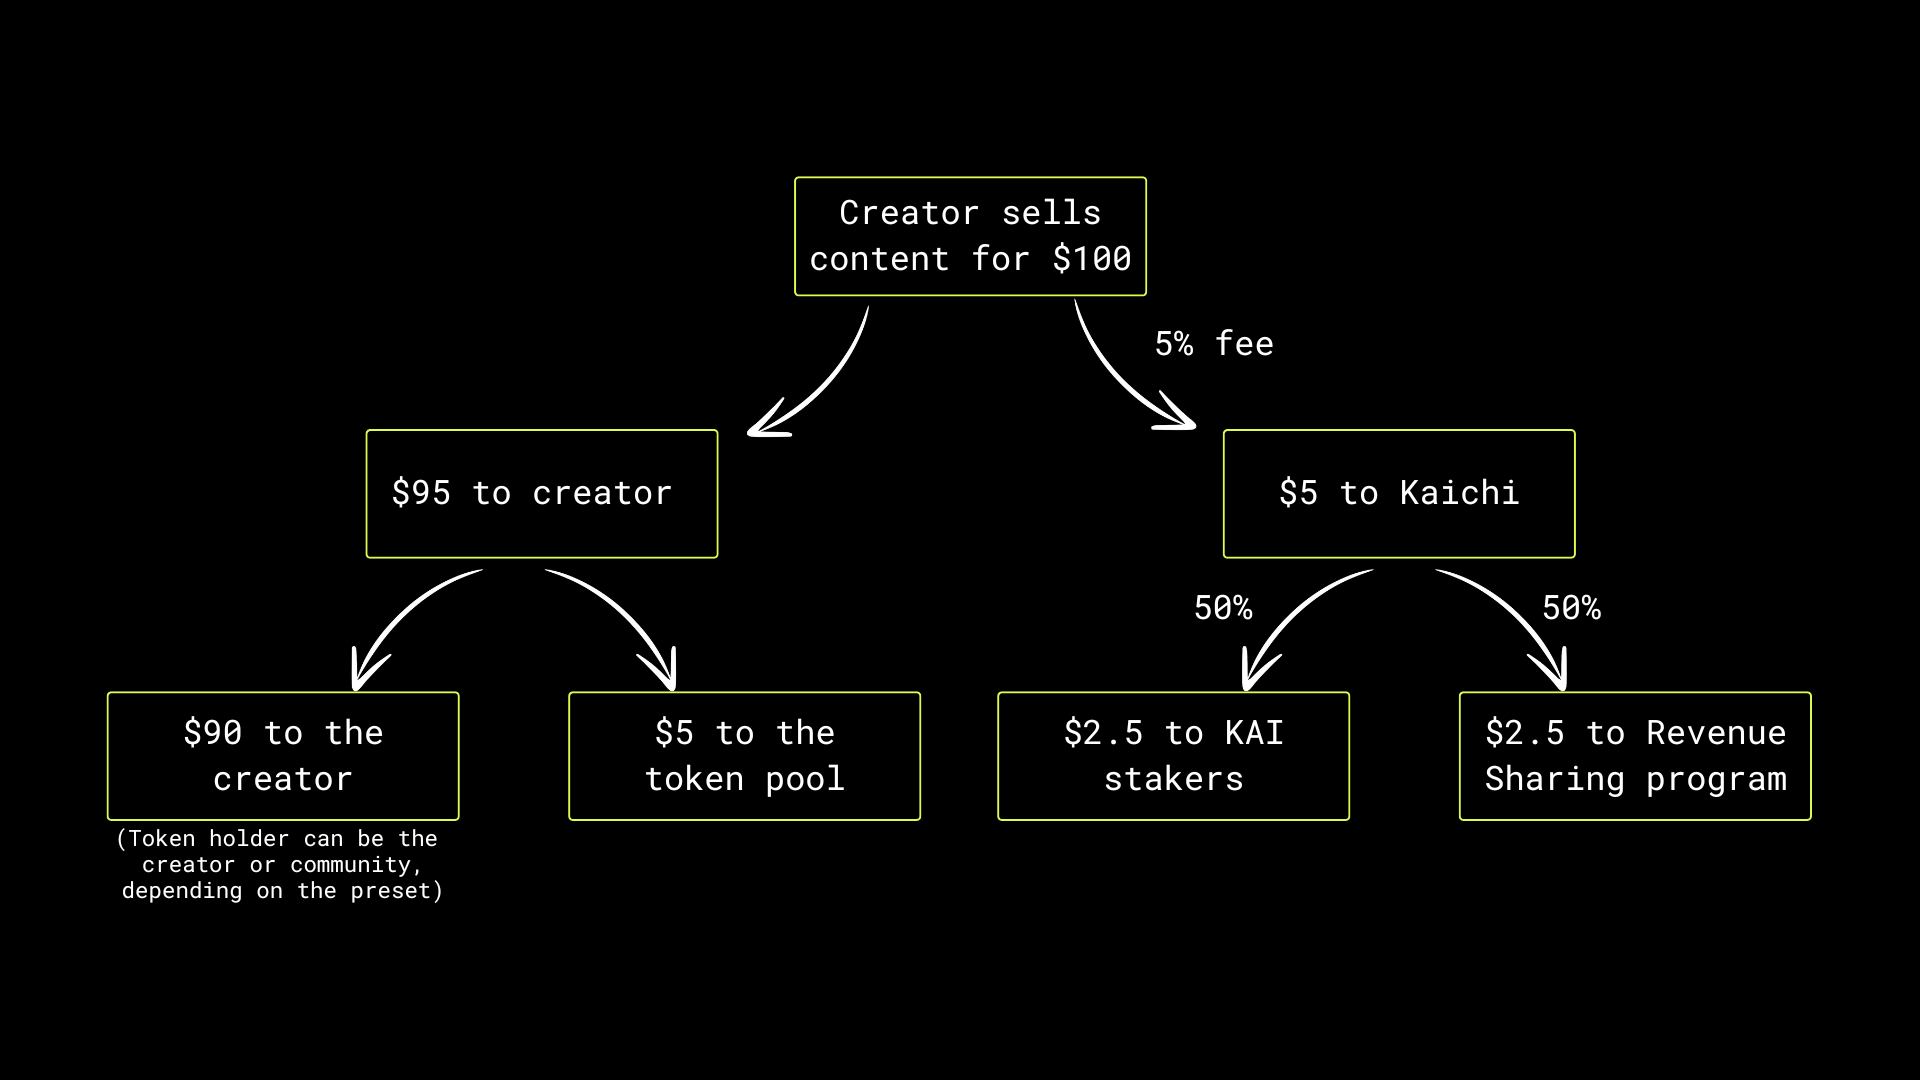 Creator sells
content for $100
5% fee
$95 to creator
$5 to Kaichi
50%
50%
$90 to the
creator
$5 to the
token pool
$2.5 to KAI
stakers
$2.5 to Revenue
Sharing program
(Token holder can be the
creator or community,
depending on the preset)